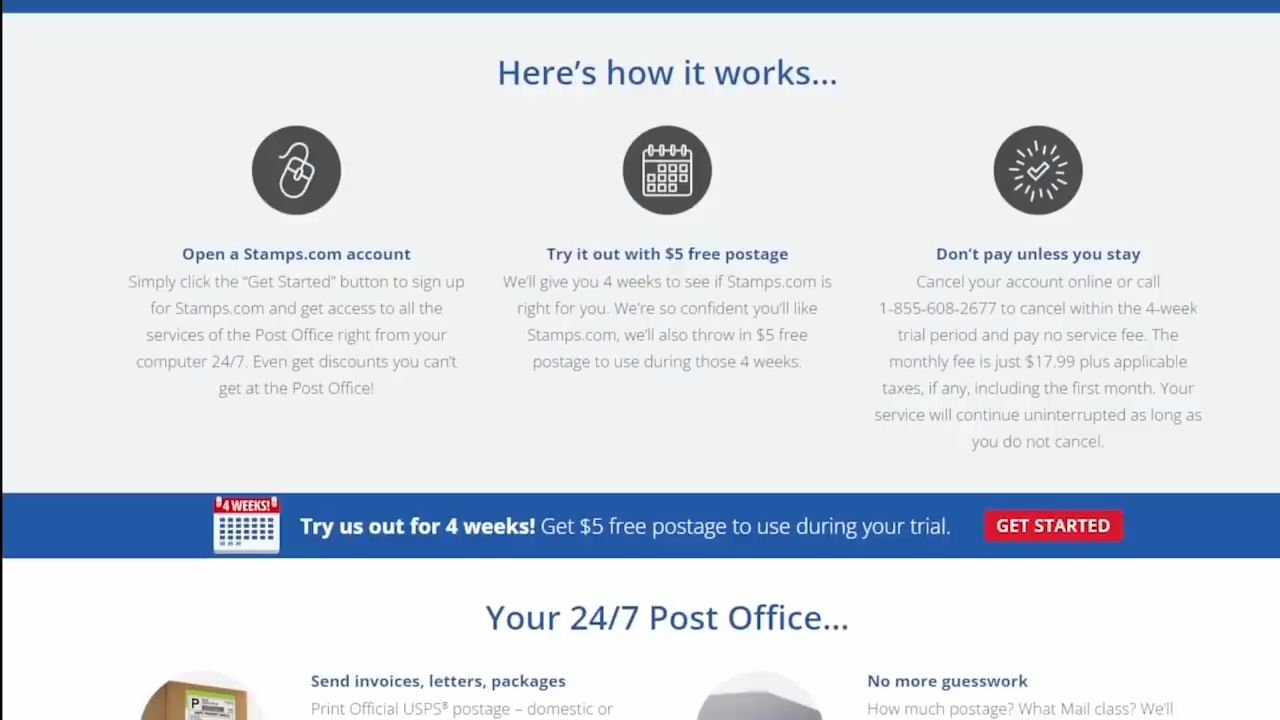 Here’s how it works...
Open a Stamps.com account
Simply click the “Get Started” button to sign up
for Stamps.com and get access to all the
services of the Post Office right from your
computer 24/7. Even get discounts you can’t
get at the Post Office!
Try it out with $5 free postage
We’ll give you 4 weeks to see if Stamps.com is
right for you. We’re so confident you’ll like
Stamps.com, we’ll also throw in $5 free
postage to use during those 4 weeks.
Don’t pay unless you stay
Cancel your account online or call
1-855-608-2677 to cancel within the 4-week
trial period and pay no service fee. The
monthly fee is just $17.99 plus applicable
taxes, if any, including the first month. Your
service will continue uninterrupted as long as
you do not cancel.
4 WEEKS!
Try us out for 4 weeks! Get $5 free postage to use during your trial.
GET STARTED
Your 24/7 Post Office...
P
Send invoices, letters, packages
Print Official USPS® postage – domestic or
No more guesswork
How much postage? What Mail class? We’ll